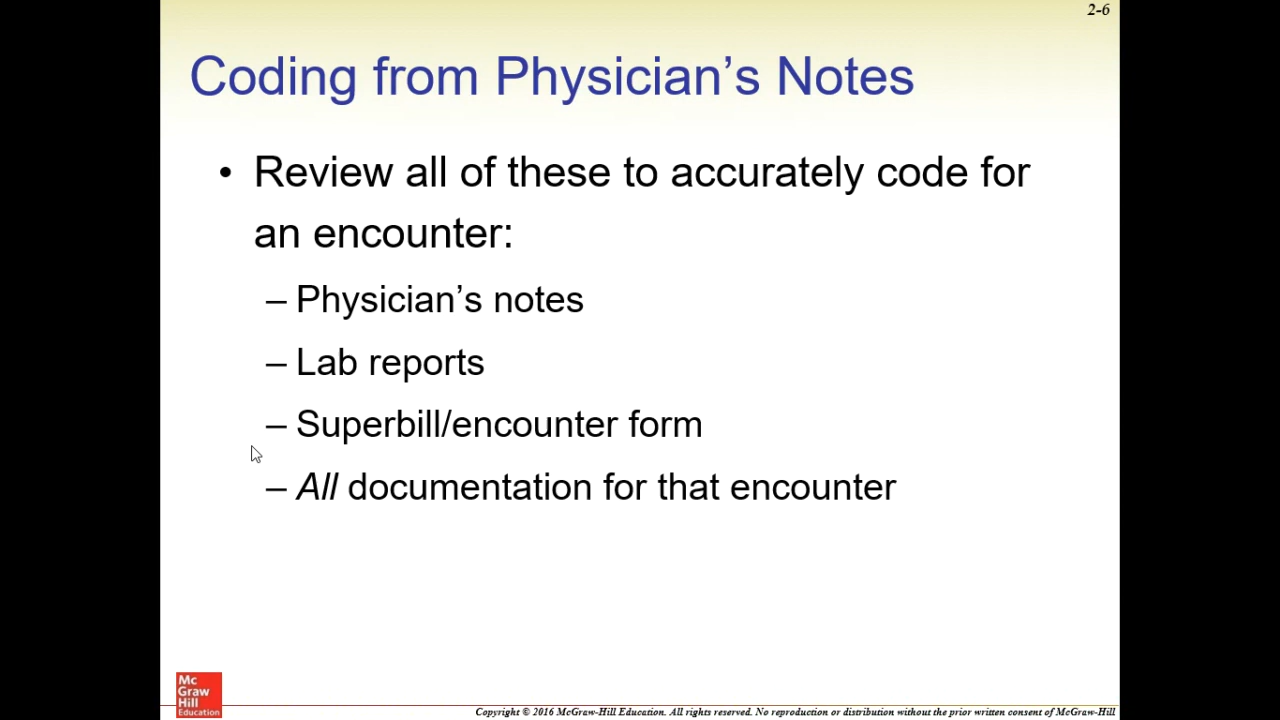 2-6
Coding from Physician’s Notes
• Review all of these to accurately code for
an encounter:
– Physician’s notes
– Lab reports
– Superbill/encounter form
– All documentation for that encounter
Mc
Graw
Hill
Education
Copyright © 2016 McGraw-Hill Education. All rights reserved. No reproduction or distribution without the prior written consent of McGraw-Hill